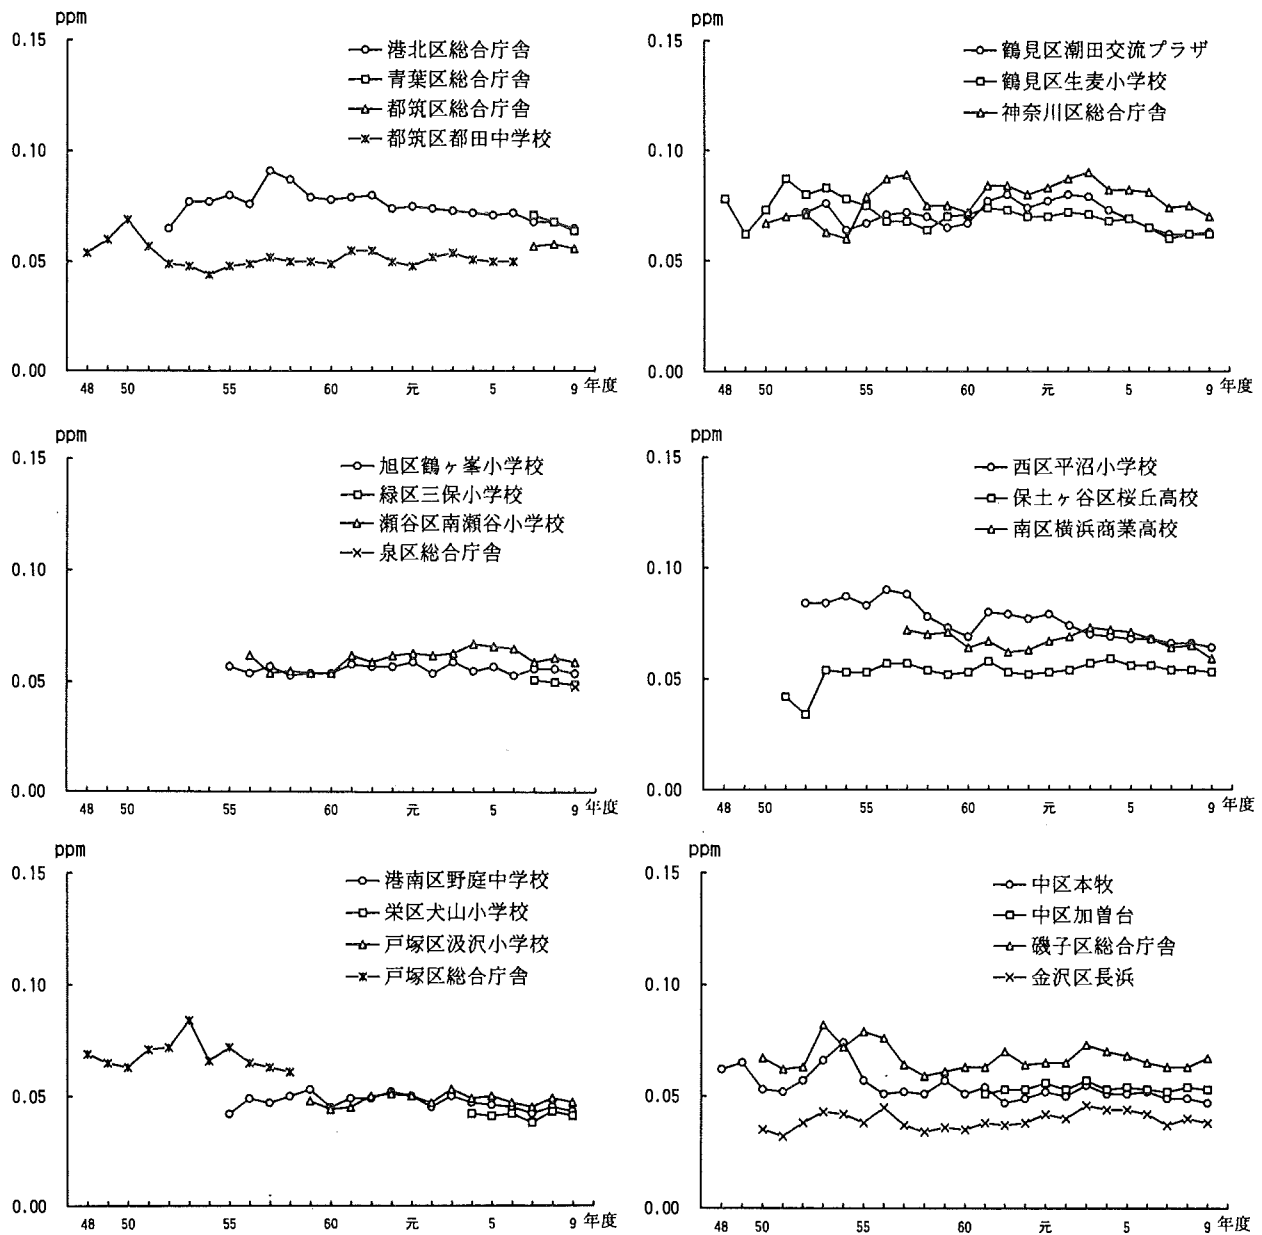 ppm
0.15
0.10
0.05
0.00
港北区総合庁舎
青葉区総合庁舎
都筑区総合庁舎
都筑区都田中学校
48 50 55 60 元 5 9 年度
ppm
0.15
0.10
0.05
0.00
鶴見区潮田交流プラザ
鶴見区生麦小学校
神奈川区総合庁舎
48 50 55 60 元 5 9 年度
ppm
0.15
0.10
0.05
0.00
旭区鶴ヶ峯小学校
緑区三保小学校
瀬谷区南瀬谷小学校
泉区総合庁舎
48 50 55 60 元 5 9 年度
ppm
0.15
0.10
0.05
0.00
西区平沼小学校
保土ヶ谷区桜丘高校
南区横浜商業高校
48 50 55 60 元 5 9 年度
ppm
0.15
0.10
0.05
0.00
港南区野庭中学校
栄区犬山小学校
戸塚区汲沢小学校
戸塚区総合庁舎
48 50 55 60 元 5 9 年度
ppm
0.15
0.10
0.05
0.00
中区本牧
中区加曽台
磯子区総合庁舎
金沢区長浜
48 50 55 60 元 5 9 年度